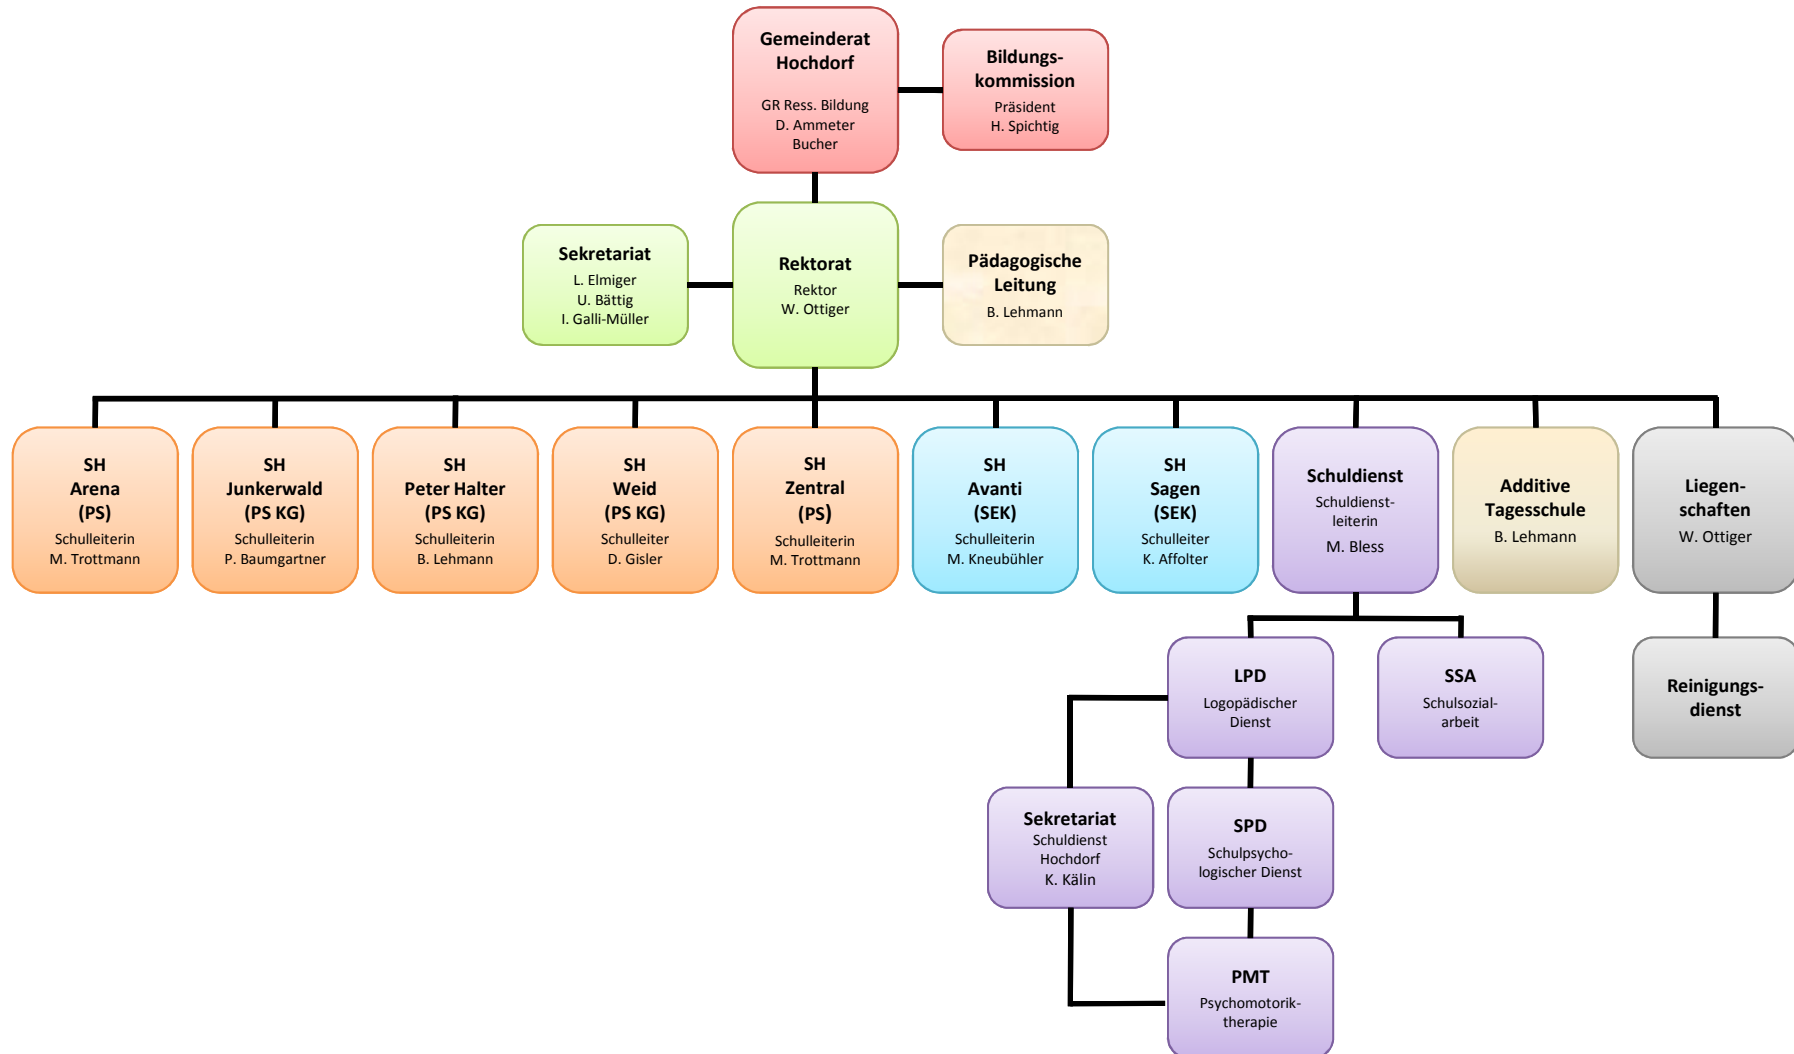 Gemeinderat
Hochdorf
GR Ress. Bildung
D. Ammeter
Bucher
Bildungs-
kommission
Präsident
H. Spichtig
Sekretariat
L. Elmiger
U. Bättig
I. Galli-Müller
Rektorat
Rektor
W. Ottiger
Pädagogische
Leitung
B. Lehmann
SH
Arena
(PS)
Schulleiterin
M. Trottmann
SH
Junkerwald
(PS KG)
Schulleiterin
P. Baumgartner
SH
Peter Halter
(PS KG)
Schulleiterin
B. Lehmann
SH
Weid
(PS KG)
Schulleiter
D. Gisler
SH
Zentral
(PS)
Schulleiterin
M. Trottmann
SH
Avanti
(SEK)
Schulleiterin
M. Kneubühler
SH
Sagen
(SEK)
Schulleiter
K. Affolter
Schuldienst
Schuldienst-
leiterin
M. Bless
Additive
Tagesschule
B. Lehmann
Liegen-
schaften
W. Ottiger
LPD
Logopädischer
Dienst
SSA
Schulsozial-
arbeit
Reinigungs-
dienst
Sekretariat
Schuldienst
Hochdorf
K. Kälin
SPD
Schulpsycho-
logischer Dienst
PMT
Psychomotorik-
therapie